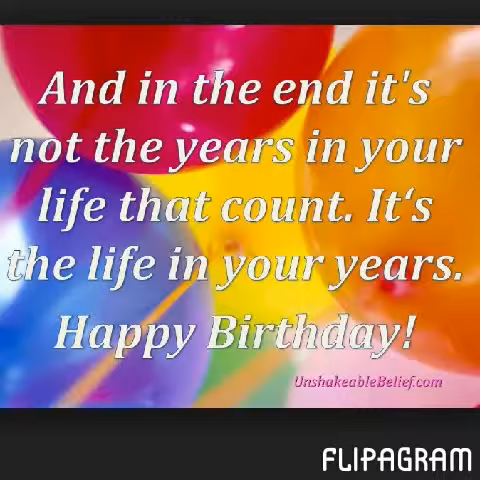 And in the end it's
not the years in your
life that count. It‘s
the life in your years.
Happy Birthday!
UnshakeableBelief.com
FLIPAGRAM